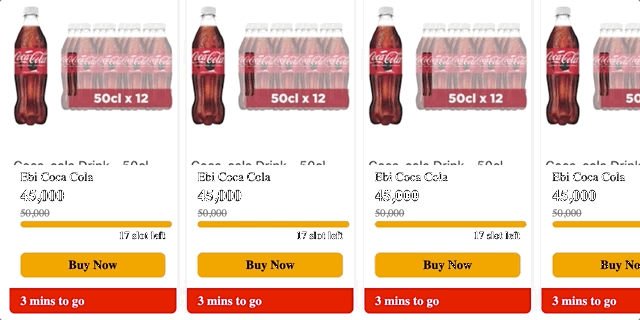 Coca-Cola
50cl x 12
Coca-cola Drink - 50cl
Ebi Coca Cola
45,000
50,000
17 slot left
Buy Now
3 mins to go
Coca-Cola
50cl x 12
Coca-cola Drink - 50cl
Ebi Coca Cola
45,000
50,000
17 slot left
Buy Now
3 mins to go
Coca-Cola
50cl x 12
Coca-cola Drink - 50cl
Ebi Coca Cola
45,000
50,000
17 slot left
Buy Now
3 mins to go
Coca-Cola
50
Coca-cola Drink - 50cl
Ebi Coca Cola
45,000
50,000
Buy No
3 mins to go